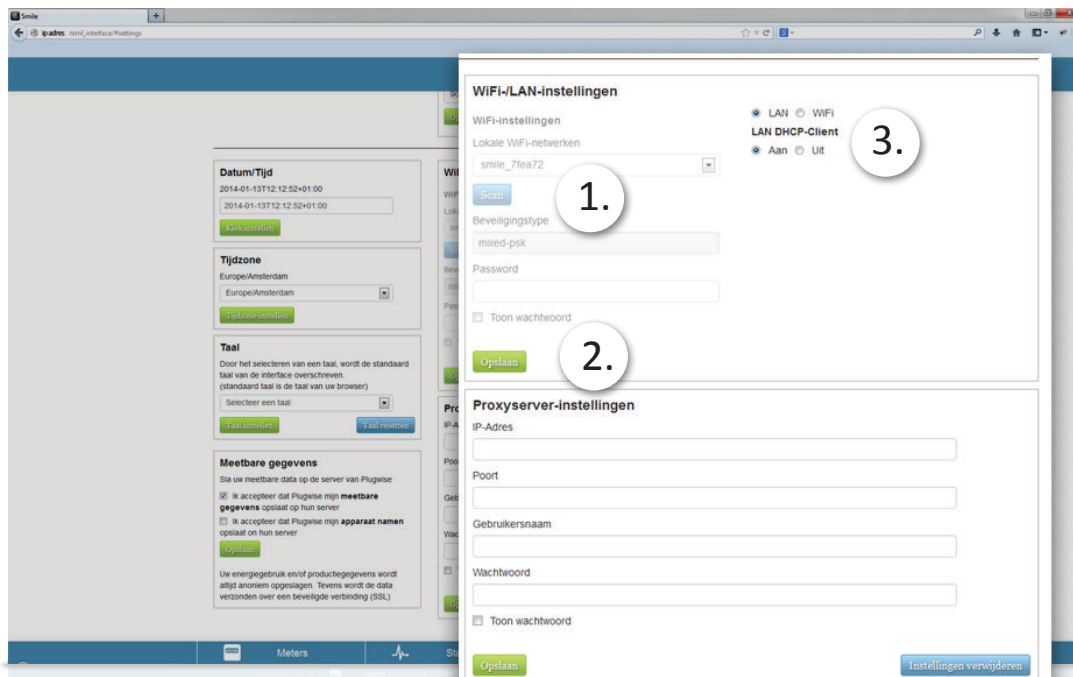 Smile
ipadres /html_interface/#settings
Datum/Tijd
2014-01-13T12:12:52+01:00
2014-01-13T12:12:52+01:00
Klok instellen
Tijdzone
Europe/Amsterdam
Europe/Amsterdam
Tijdzone instellen
Taal
Door het selecteren van een taal, wordt de standaard
taal van de interface overschreven.
(standaard taal is de taal van uw browser)
Selecteer een taal
Taal instellen
Taal resetten
Meetbare gegevens
Sla uw meetbare data op de server van Plugwise
Ik accepteer dat Plugwise mijn meetbare
gegevens opslaat op hun server
Ik accepteer dat Plugwise mijn apparaat namen
opslaat on hun server
Opslaan
Uw energiegebruik en/of productiegegevens wordt
altijd anoniem opgeslagen. Tevens wordt de data
verzonden over een beveiligde verbinding (SSL)
Meters
WiFi-/LAN-instellingen
WiFi-instellingen
Lokale WiFi-netwerken
smile_7fea72
Scan
1.
Beveiligingstype
mixed-psk
Password
Toon wachtwoord
Opslaan
2.
LAN WiFi
LAN DHCP-Client
Aan Uit
3.
Proxyserver-instellingen
IP-Adres
Poort
Gebruikersnaam
Wachtwoord
Toon wachtwoord
Opslaan
Instellingen verwijderen